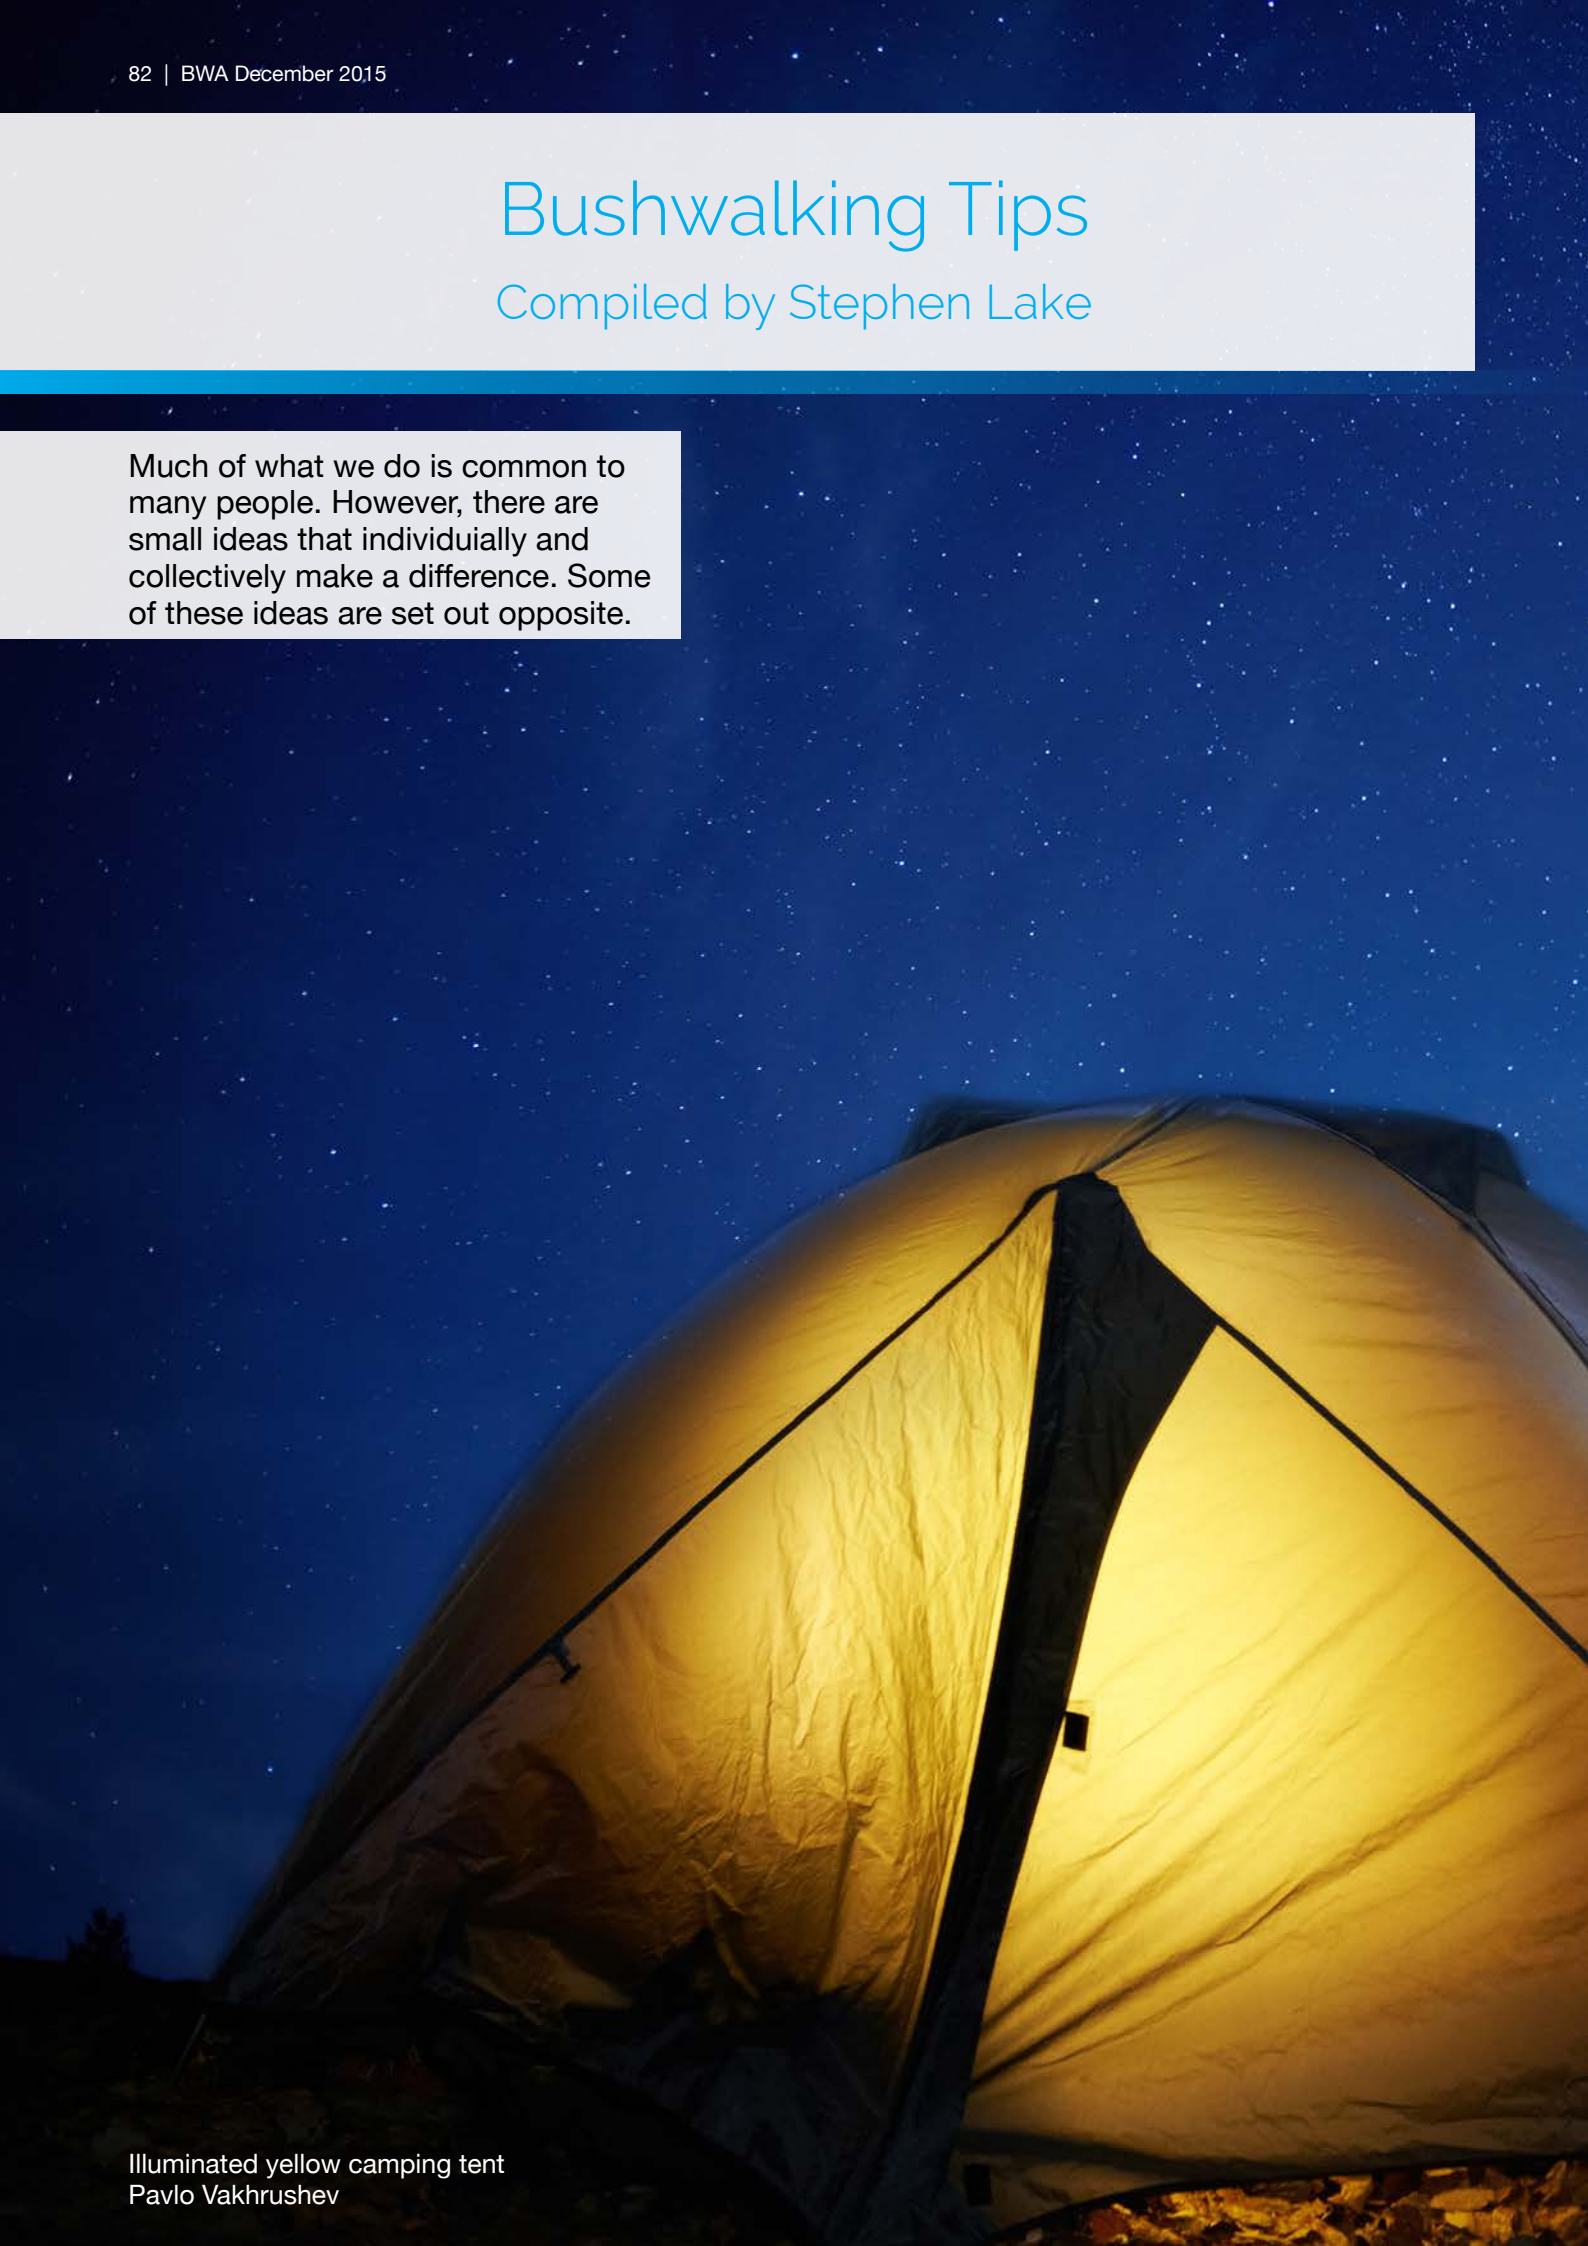 82 | BWA December 2015
Bushwalking Tips
Compiled by Stephen Lake
Much of what we do is common to
many people. However, there are
small ideas that individuially and
collectively make a difference. Some
of these ideas are set out opposite.
Illuminated yellow camping tent
Pavlo Vakhrushev